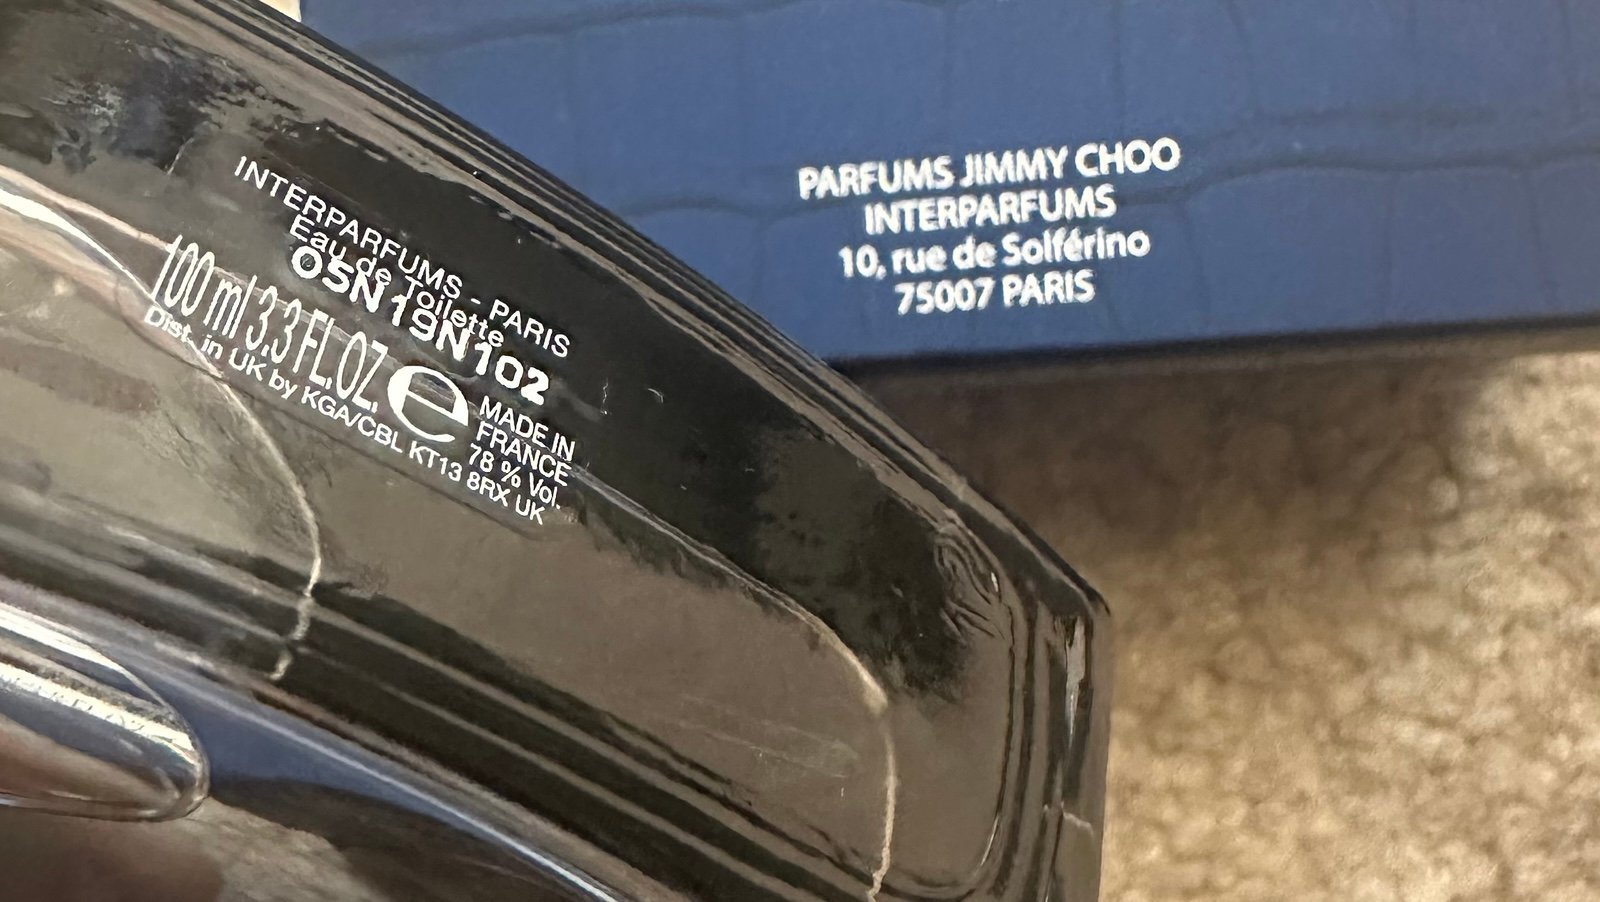 INTERPARFUMS - PARIS
Eau de Toilette
05N19N102
100 ml 3.3 FL.OZ. e
MADE IN
FRANCE
78 % Vol.
Dist. in UK by KGA/CBL KT13 8RX UK
PARFUMS JIMMY CHOO
INTERPARFUMS
10, rue de Solférino
75007 PARIS